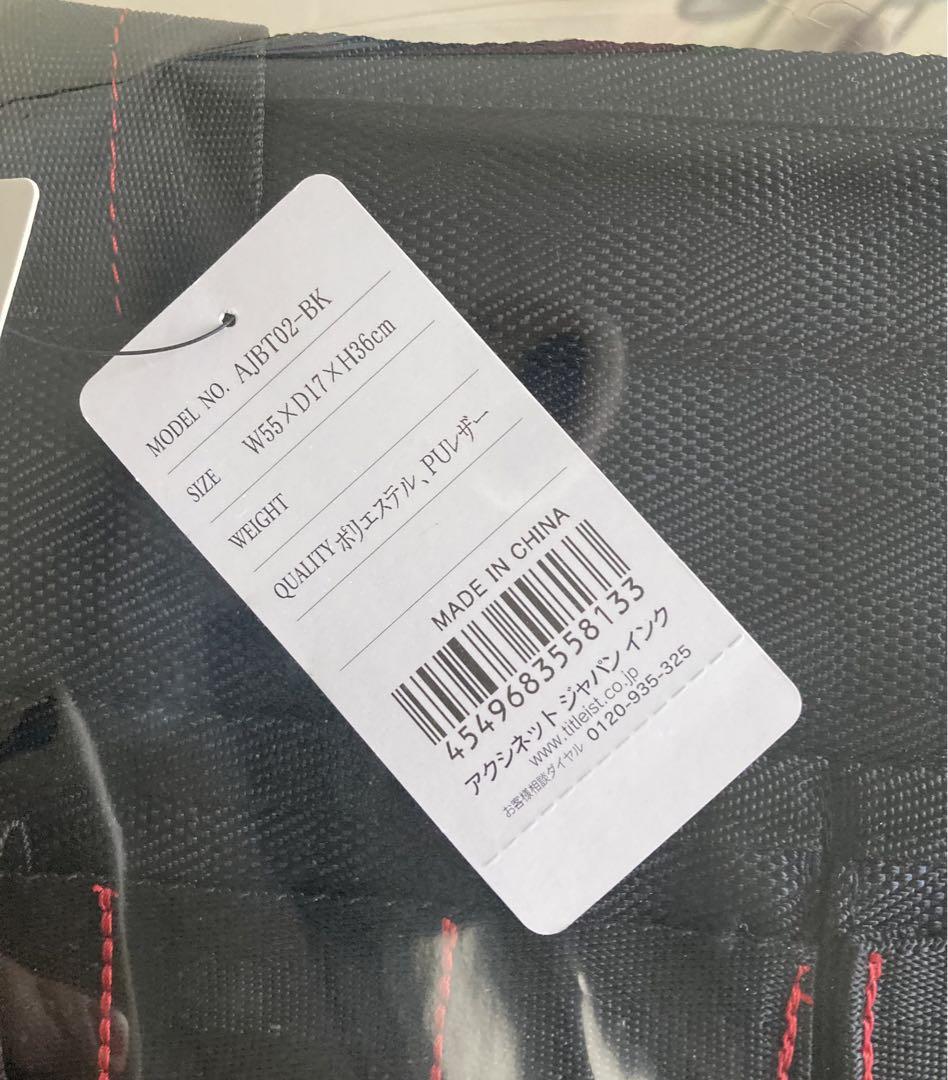 MODEL NO. AJBT02-BK
SIZE W55×D17×H36cm
WEIGHT
QUALITY ポリエステル、PUレザー
MADE IN CHINA
4549683558133
アクシネット ジャパン インク
www.titleist.co.jp
お客様相談ダイヤル 0120-935-325